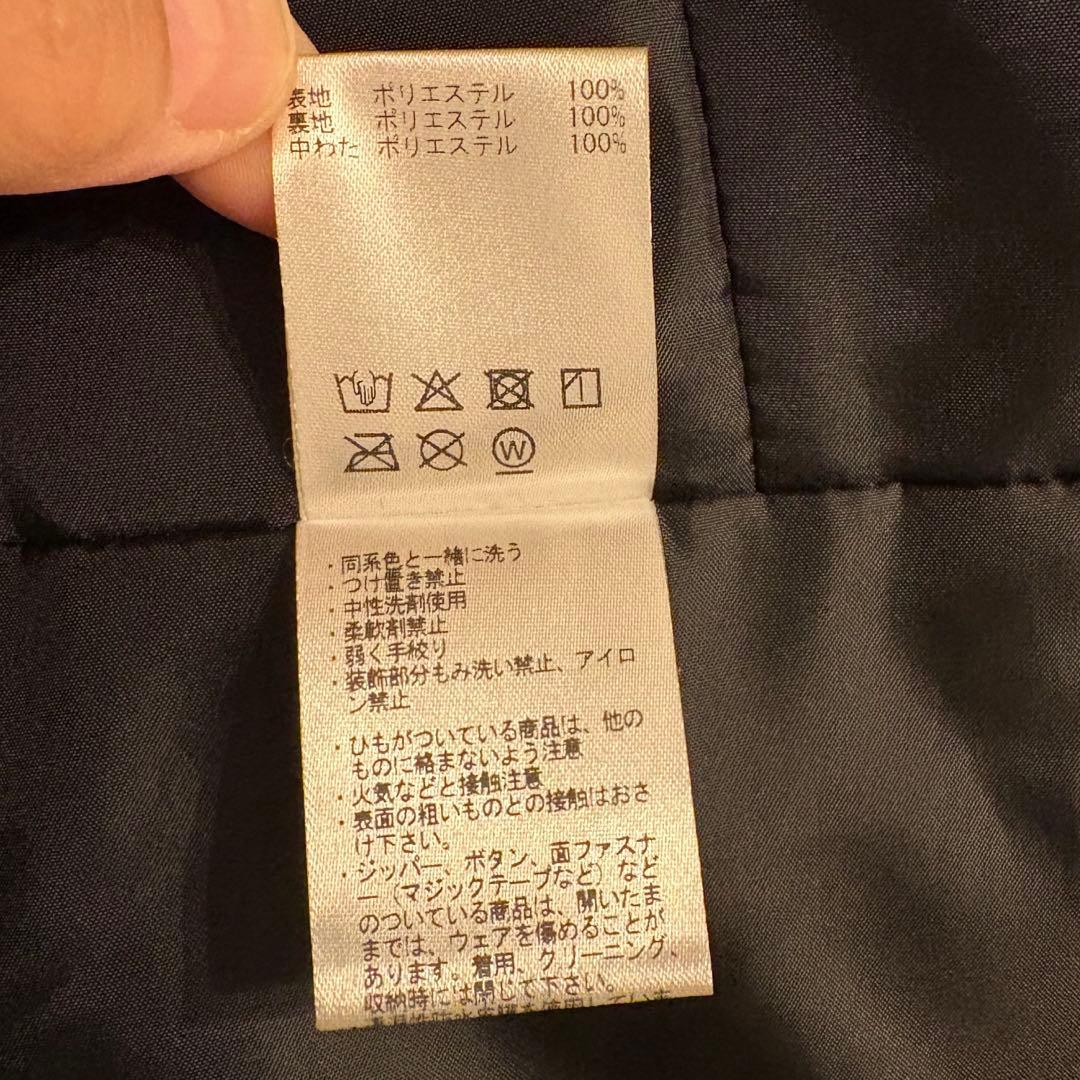 表地 ポリエステル 100%
裏地 ポリエステル 100%
中わた ポリエステル 100%
W
・同系色と一緒に洗う
・つけ置き禁止
・中性洗剤使用
・柔軟剤禁止
・弱く手絞り
・装飾部分もみ洗い禁止、アイロ
ン禁止
・ひもがついている商品は、他の
ものに絡まないよう注意
・火気などと接触注意
・表面の粗いものとの接触はおさ
け下さい。
・ジッパー、ボタン、面ファスナ
ー（マジックテープなど）など
のついている商品は、開いたま
までは、ウェアを傷めることが
あります。着用、クリーニング、
収納時には閉じて下さい。